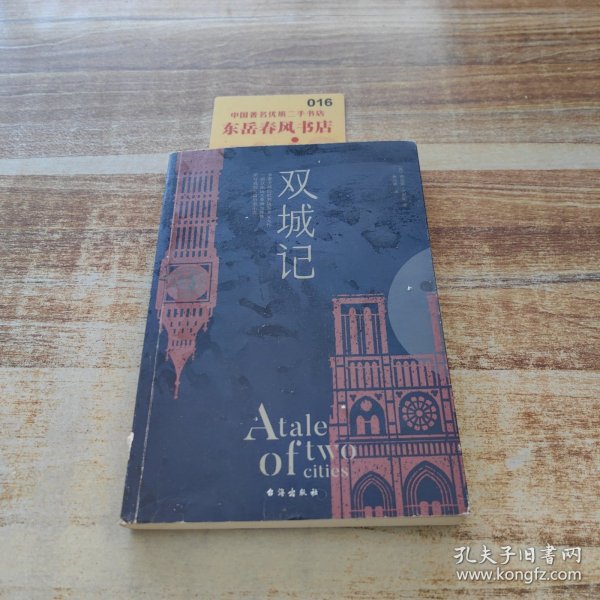 016
中国著名优质二手书店
东岳春风书店
双城记
A tale
of two
cities
台海出版社
孔夫子旧书网
www.kongfz.com